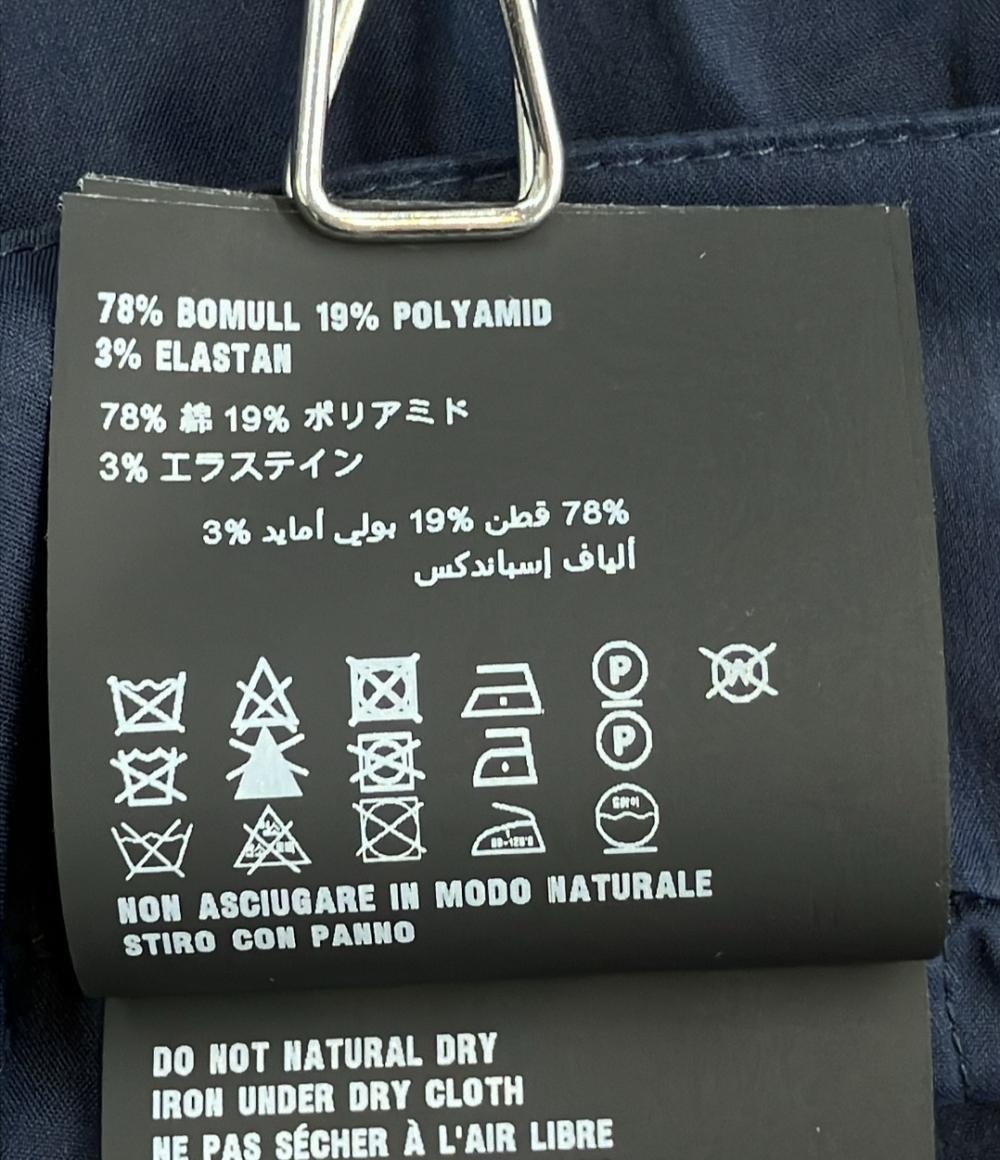 78% BOMULL 19% POLYAMID
3% ELASTAN
78% 綿 19% ポリアミド
3% エラステイン
78% قطن 19% بولي أمايد 3%
ألياف إسباندكس
P
W
P
80-120°C
NON ASCIUGARE IN MODO NATURALE
STIRO CON PANNO
DO NOT NATURAL DRY
IRON UNDER DRY CLOTH
NE PAS SÉCHER À L'AIR LIBRE